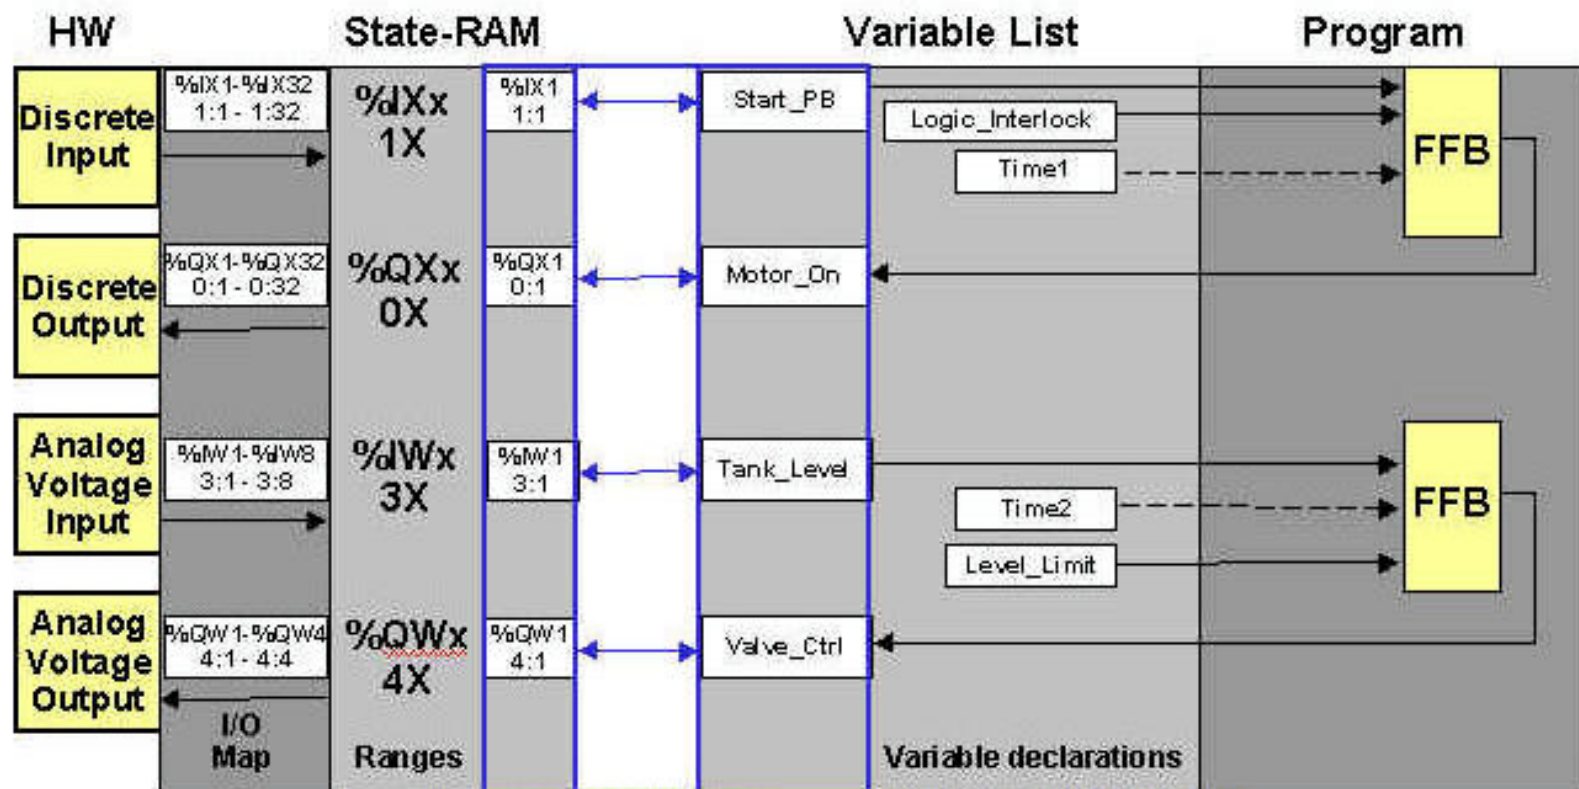 HW
State-RAM
Variable List
Program
Discrete
Input
%IX1-%IX32
1:1 - 1:32
%IXx
1X
%IX1
1:1
Start_PB
Logic_Interlock
Time1
FFB
Discrete
Output
%QX1-%QX32
0:1 - 0:32
%QXx
0X
%QX1
0:1
Motor_On
Analog
Voltage
Input
%IW1-%IW8
3:1 - 3:8
%IWx
3X
%IW1
3:1
Tank_Level
Time2
Level_Limit
FFB
Analog
Voltage
Output
%QW1-%QW4
4:1 - 4:4
%QWx
4X
%QW1
4:1
Valve_Ctrl
I/O
Map
Ranges
Variable declarations